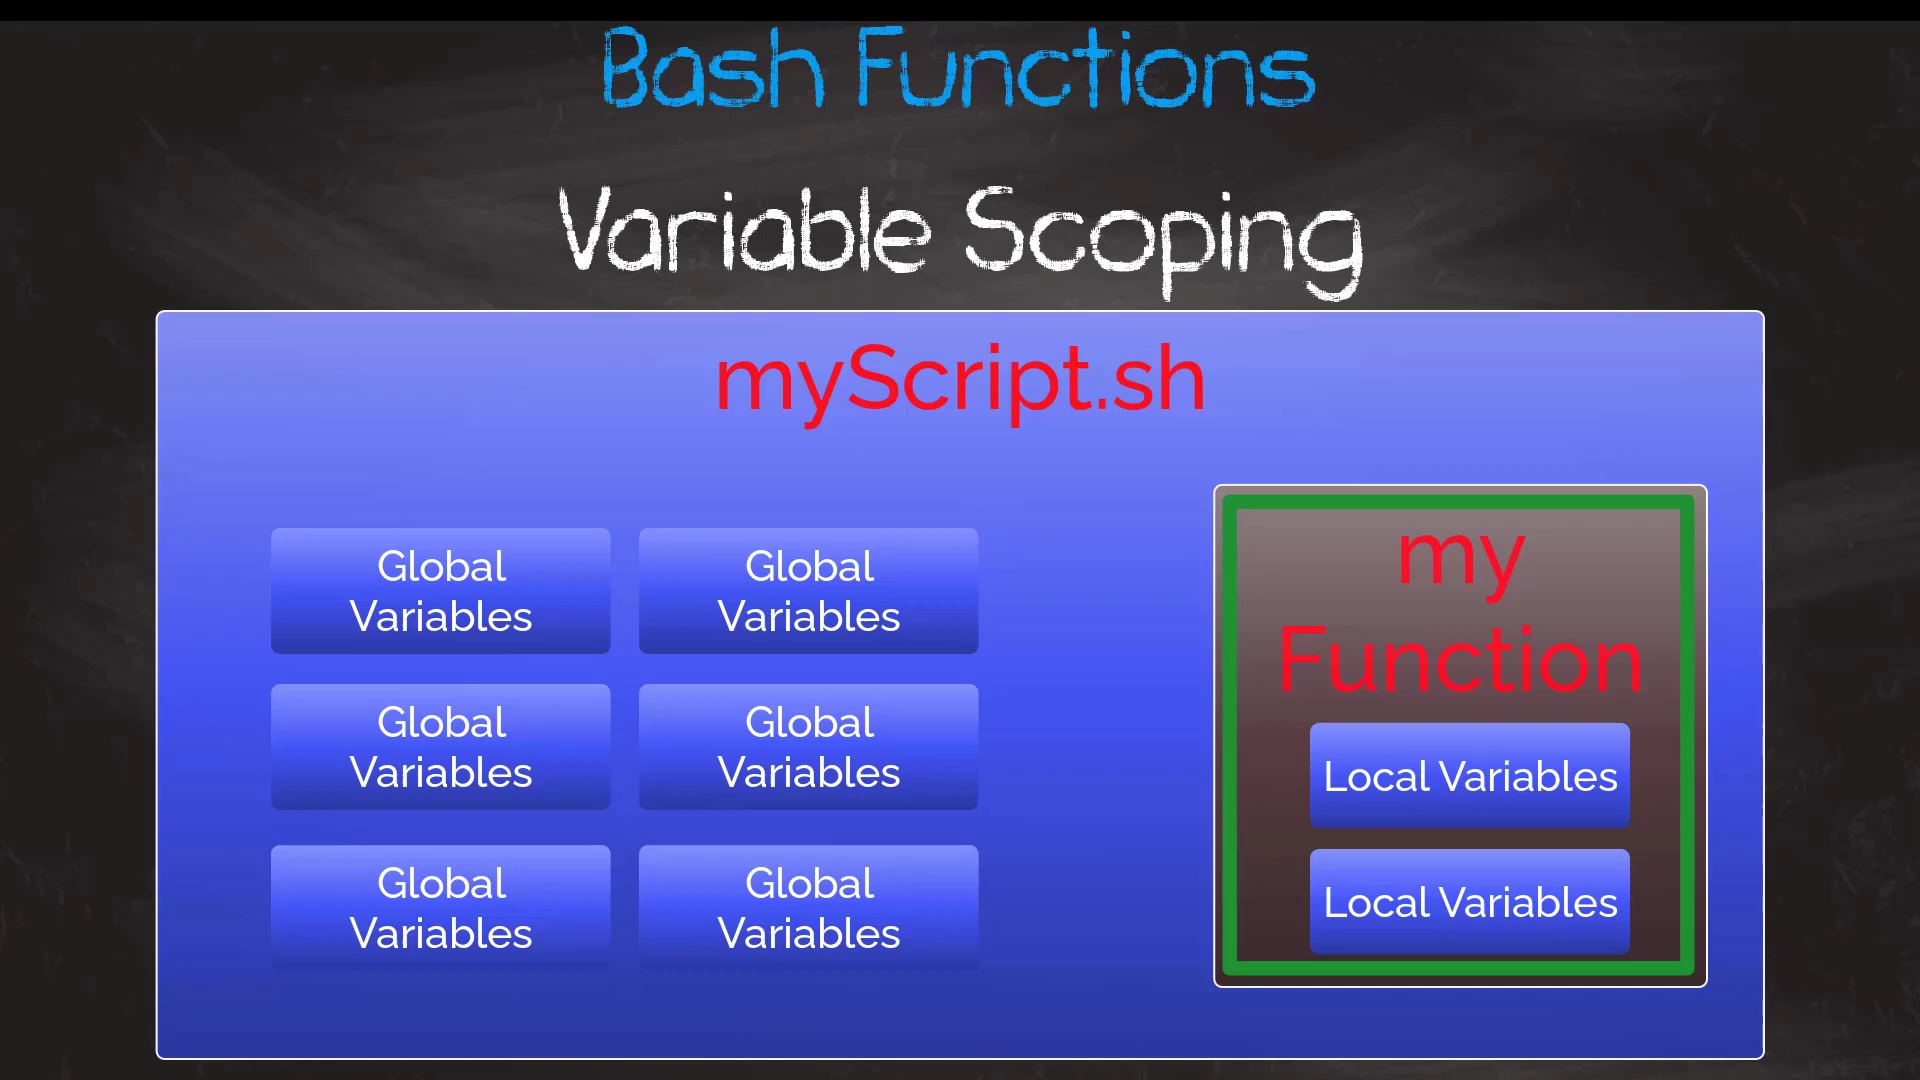 Bash Functions
Variable Scoping
myScript.sh
Global
Variables
Global
Variables
Global
Variables
Global
Variables
Global
Variables
Global
Variables
my
Function
Local Variables
Local Variables